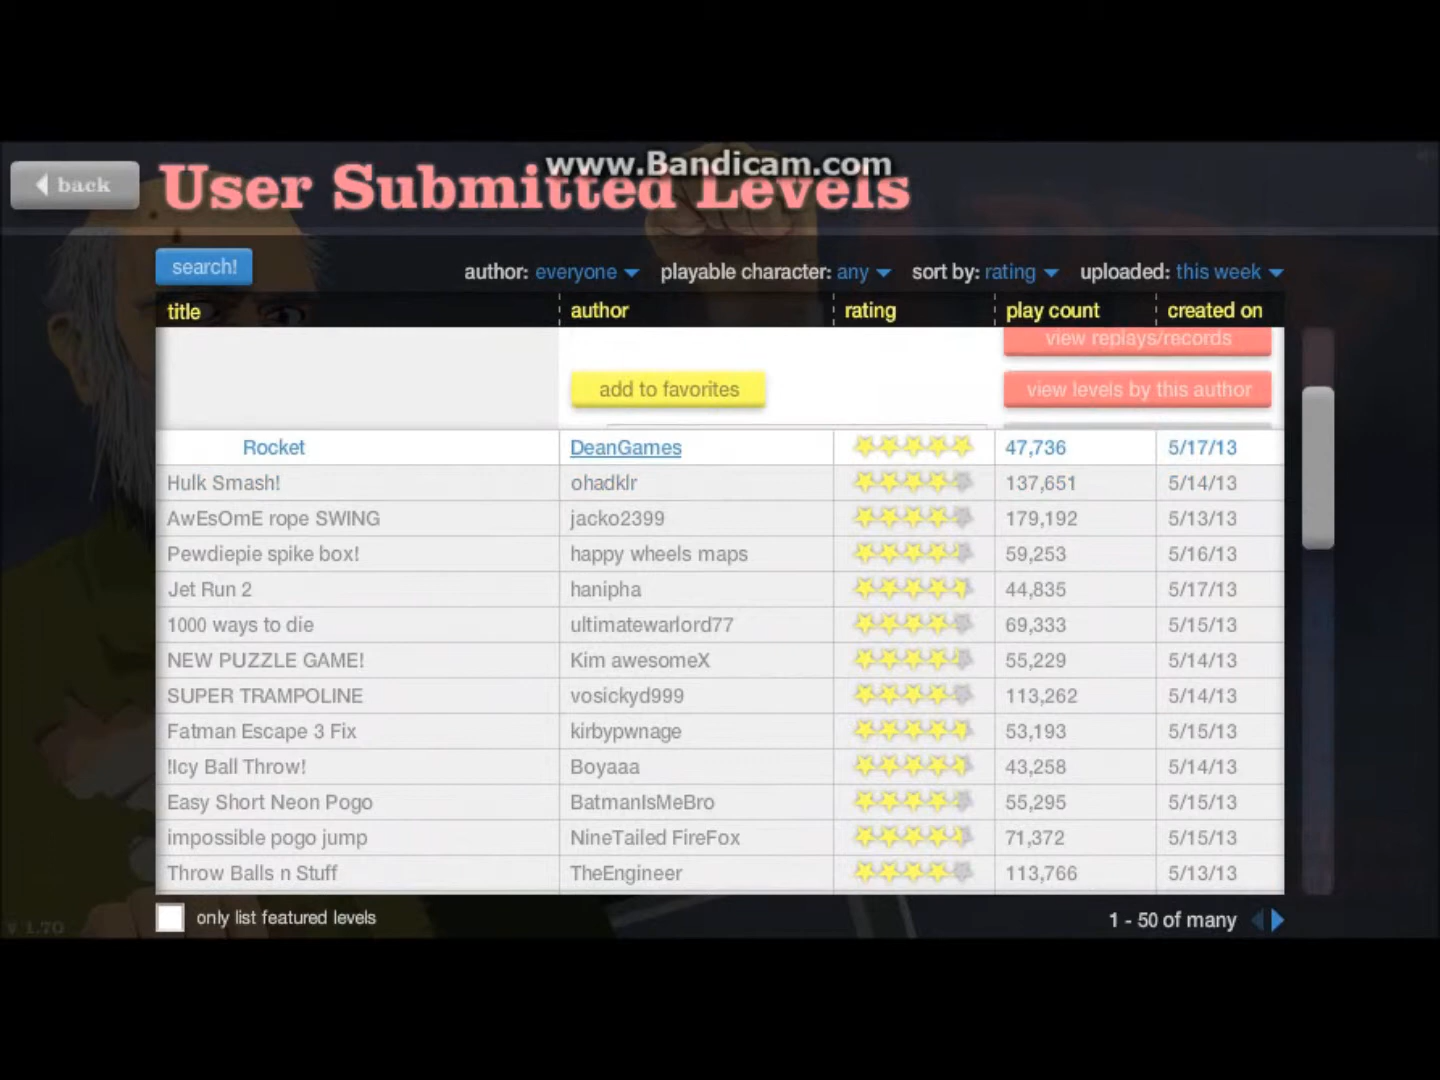 www.Bandicam.com
back
User Submitted Levels
search!
author: everyone playable character: any sort by: rating uploaded: this week
title author rating play count created on
view replays/records
add to favorites view levels by this author
Rocket DeanGames 47,736 5/17/13
Hulk Smash! ohadklr 137,651 5/14/13
AwEsOmE rope SWING jacko2399 179,192 5/13/13
Pewdiepie spike box! happy wheels maps 59,253 5/16/13
Jet Run 2 hanipha 44,835 5/17/13
1000 ways to die ultimatewarlord77 69,333 5/15/13
NEW PUZZLE GAME! Kim awesomeX 55,229 5/14/13
SUPER TRAMPOLINE vosickyd999 113,262 5/14/13
Fatman Escape 3 Fix kirbypwnage 53,193 5/15/13
!Icy Ball Throw! Boyaaa 43,258 5/14/13
Easy Short Neon Pogo BatmanIsMeBro 55,295 5/15/13
impossible pogo jump NineTailed FireFox 71,372 5/15/13
Throw Balls n Stuff TheEngineer 113,766 5/13/13
only list featured levels 1 - 50 of many
v 1.70